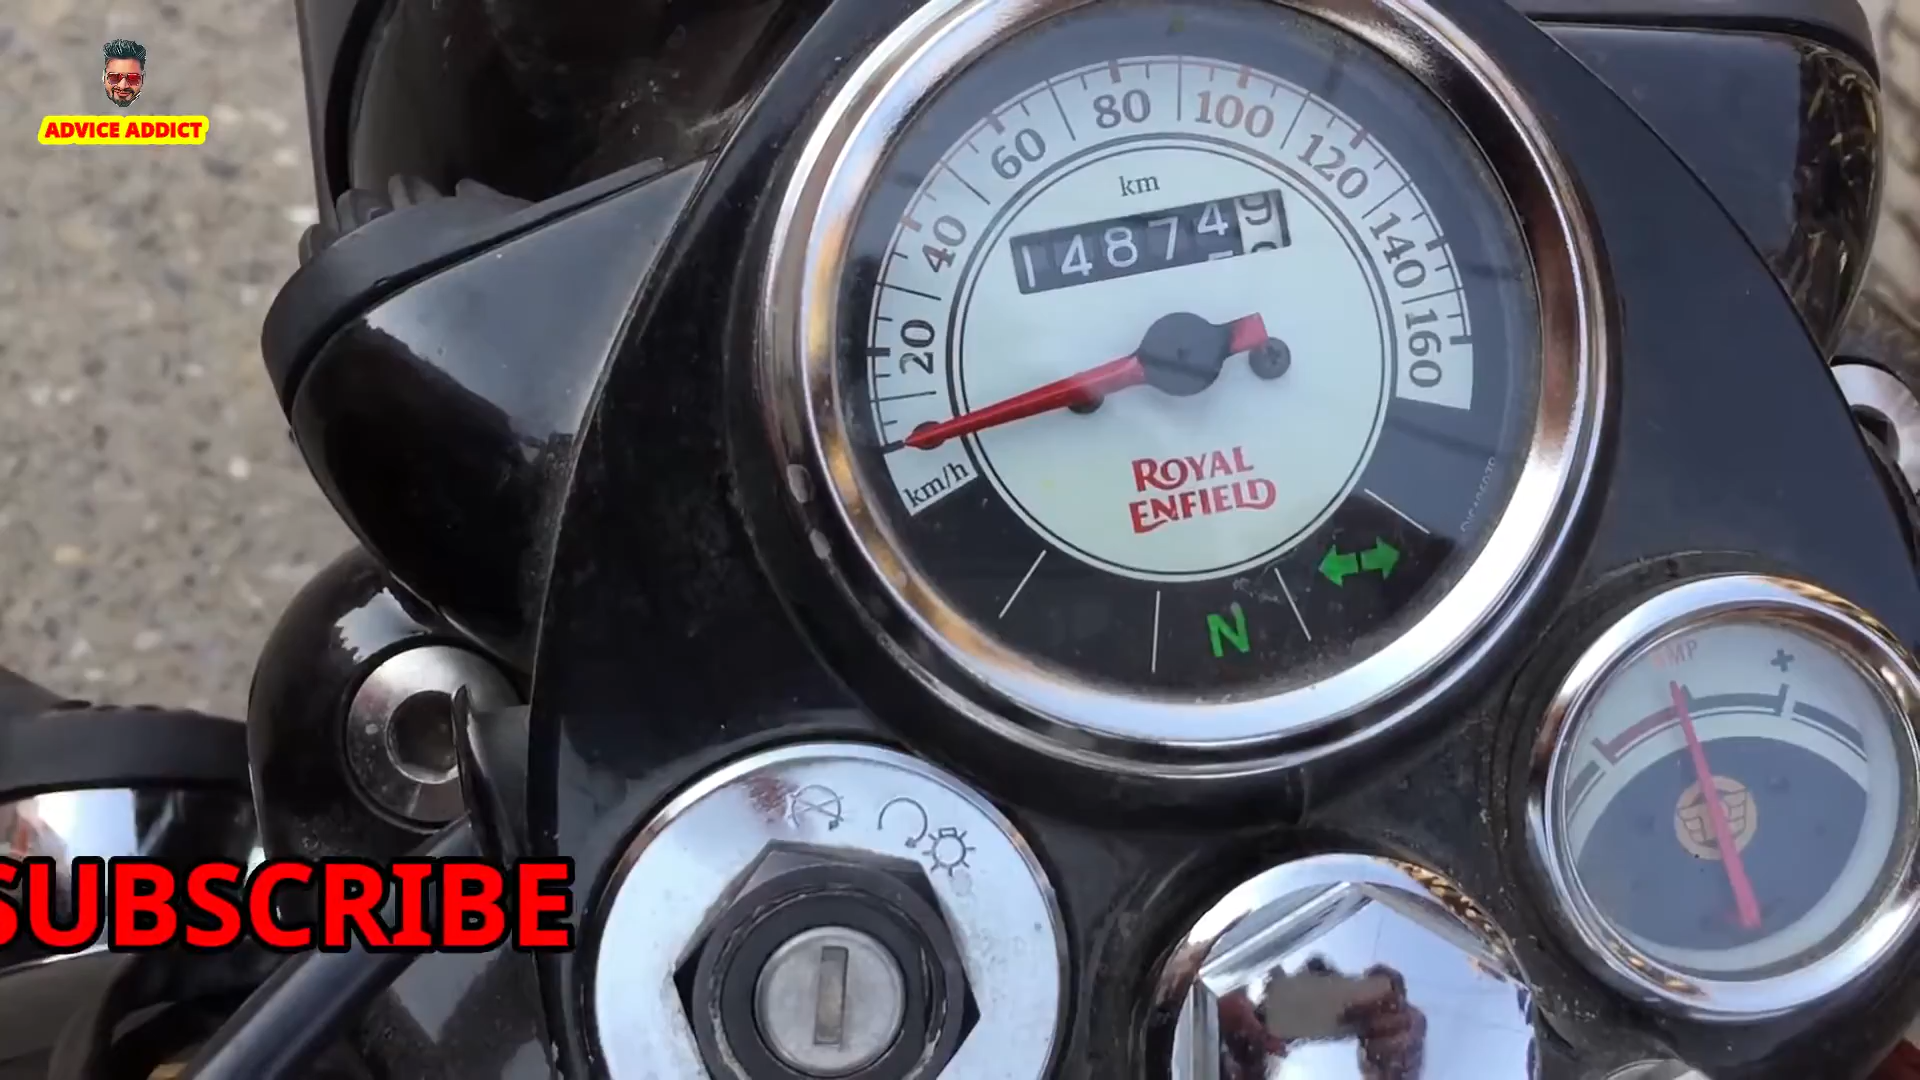 ADVICE ADDICT
20
40
60
80
100
120
140
160
km
14874
km/h
ROYAL
ENFIELD
N
+
SUBSCRIBE